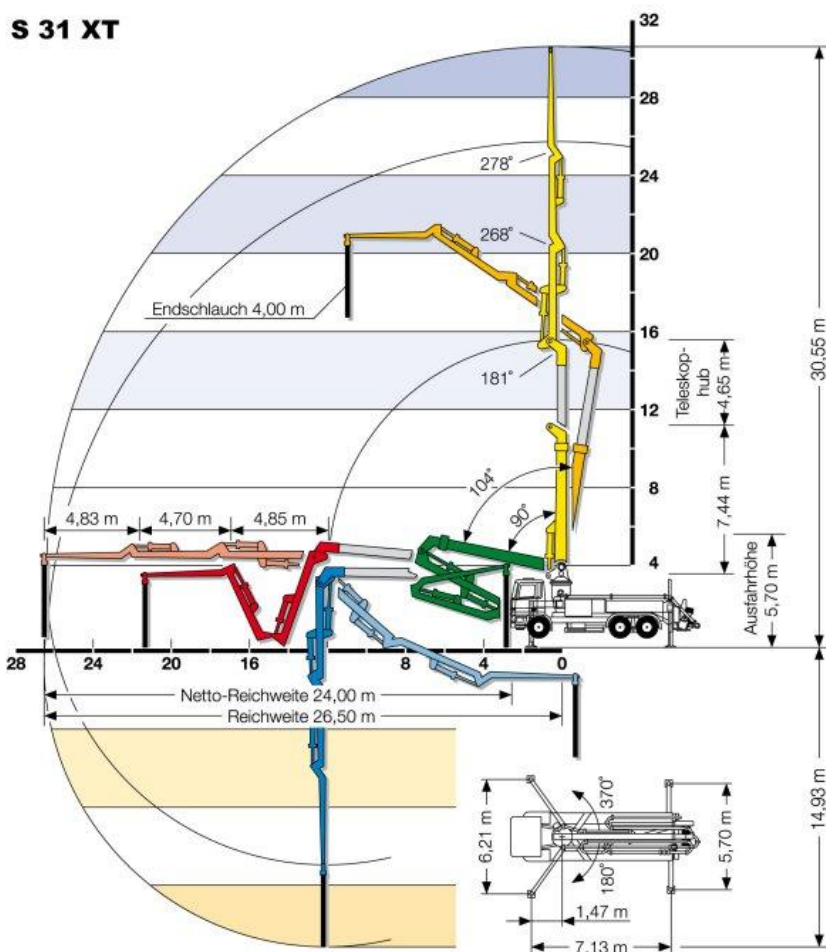 S 31 XT
32
28
24
20
16
12
8
4
278°
268°
181°
Endschlauch 4,00 m
104°
90°
Teleskop-
hub
4,65 m
7,44 m
30,55 m
4,83 m
4,70 m
4,85 m
Ausfahrhöhe
5,70 m
28
24
20
16
12
8
4
0
Netto-Reichweite 24,00 m
Reichweite 26,50 m
14,93 m
6,21 m
370°
180°
5,70 m
1,47 m
7,13 m